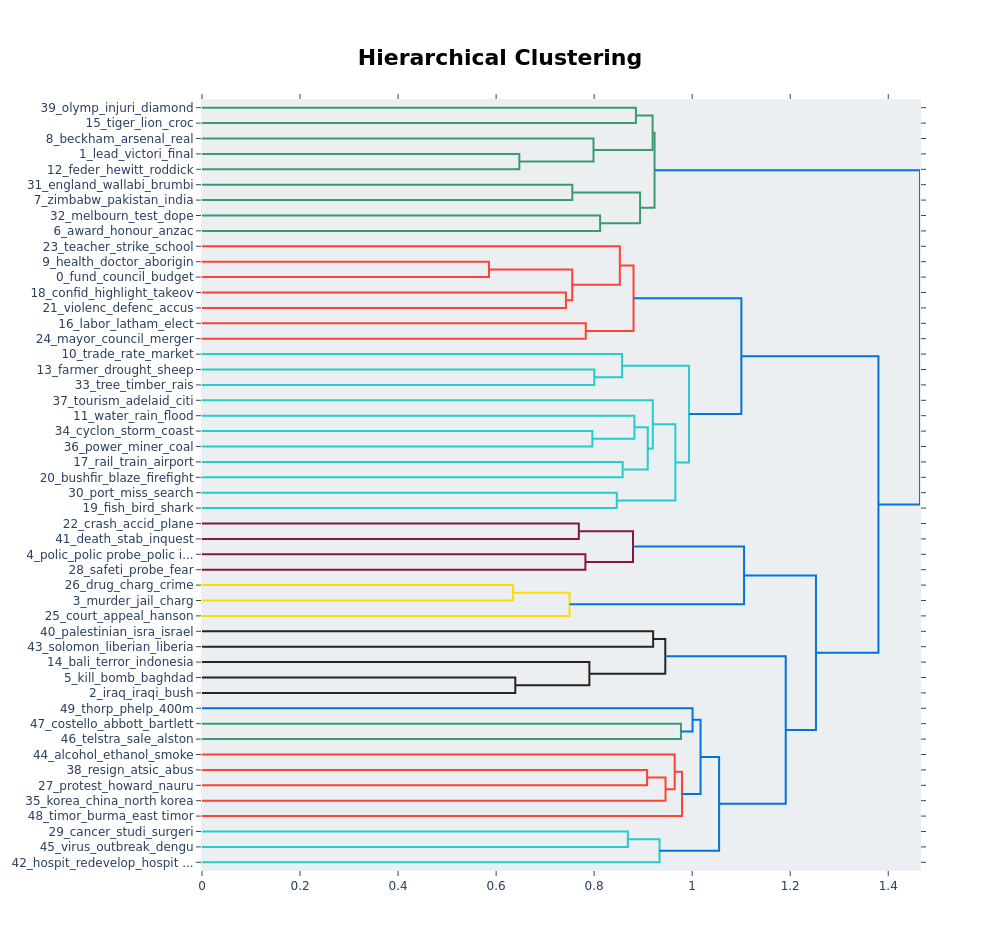 Hierarchical Clustering
39_olymp_injuri_diamond
15_tiger_lion_croc
8_beckham_arsenal_real
1_lead_victori_final
12_feder_hewitt_roddick
31_england_wallabi_brumbi
7_zimbabw_pakistan_india
32_melbourn_test_dope
6_award_honour_anzac
23_teacher_strike_school
9_health_doctor_aborigin
0_fund_council_budget
18_confid_highlight_takeov
21_violenc_defenc_accus
16_labor_latham_elect
24_mayor_council_merger
10_trade_rate_market
13_farmer_drought_sheep
33_tree_timber_rais
37_tourism_adelaid_citi
11_water_rain_flood
34_cyclon_storm_coast
36_power_miner_coal
17_rail_train_airport
20_bushfir_blaze_firefight
30_port_miss_search
19_fish_bird_shark
22_crash_accid_plane
41_death_stab_inquest
4_polic_polic probe_polic i...
28_safeti_probe_fear
26_drug_charg_crime
3_murder_jail_charg
25_court_appeal_hanson
40_palestinian_isra_israel
43_solomon_liberian_liberia
14_bali_terror_indonesia
5_kill_bomb_baghdad
2_iraq_iraqi_bush
49_thorp_phelp_400m
47_costello_abbott_bartlett
46_telstra_sale_alston
44_alcohol_ethanol_smoke
38_resign_atsic_abus
27_protest_howard_nauru
35_korea_china_north korea
48_timor_burma_east timor
29_cancer_studi_surgeri
45_virus_outbreak_dengu
42_hospit_redevelop_hospit ...
0 0.2 0.4 0.6 0.8 1 1.2 1.4